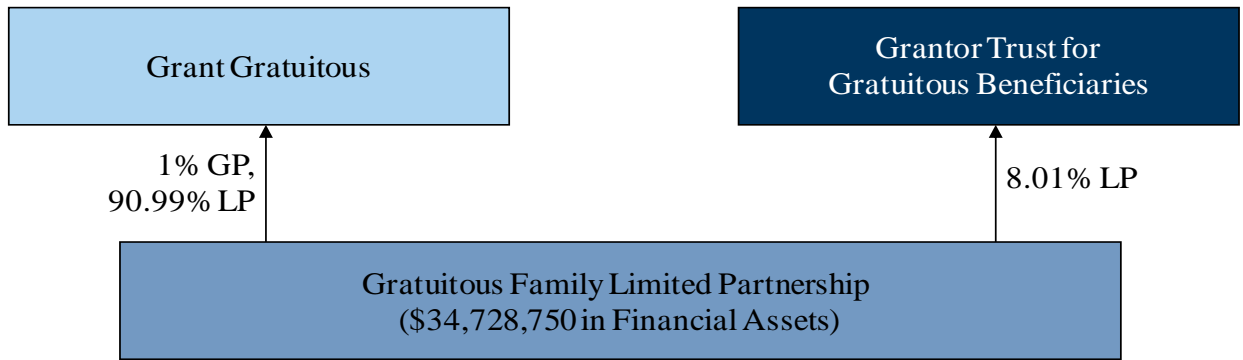 Grant Gratuitous
Grantor Trust for
Gratuitous Beneficiaries
1% GP,
90.99% LP
8.01% LP
Gratuitous Family Limited Partnership
($34,728,750 in Financial Assets)